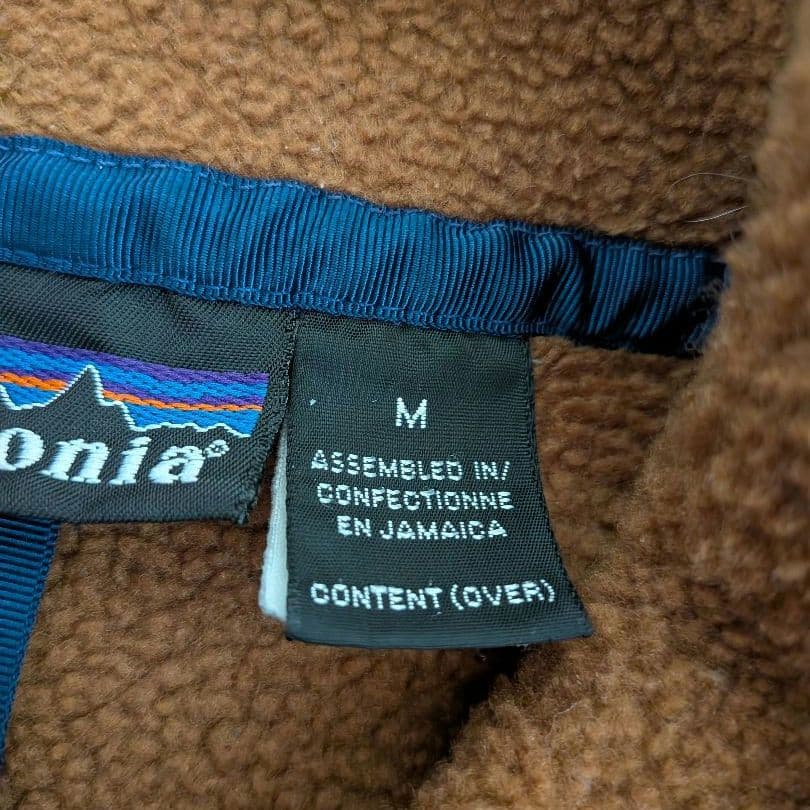 onia®
M
ASSEMBLED IN/
CONFECTIONNE
EN JAMAICA
CONTENT (OVER)